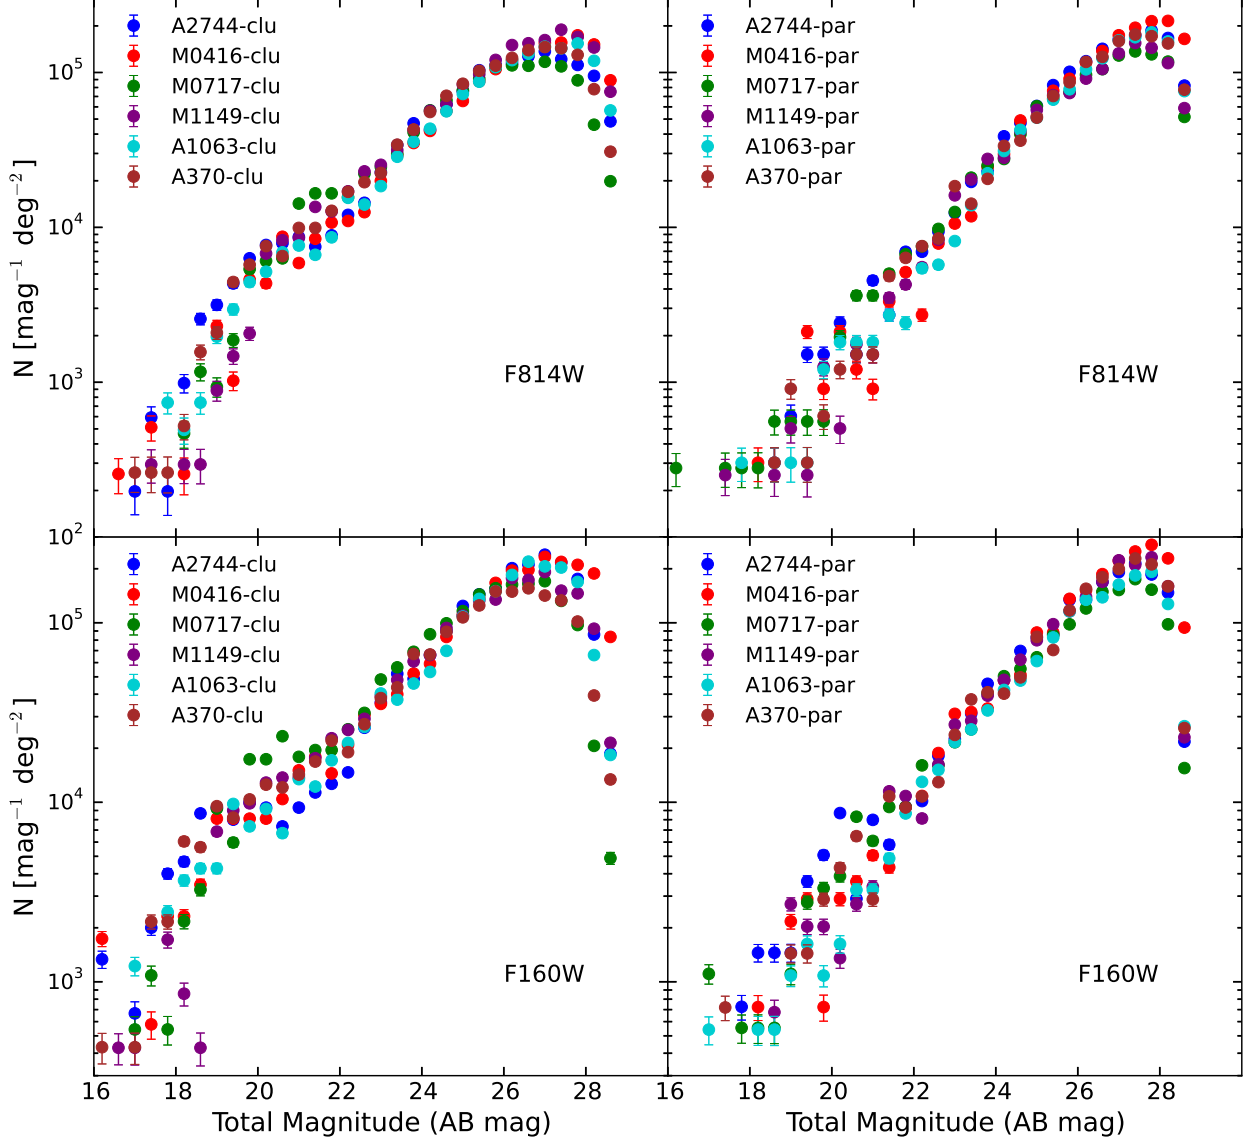 A2744-clu
M0416-clu
M0717-clu
M1149-clu
A1063-clu
A370-clu
F814W
10⁵
10⁴
10³
10²
N [mag⁻¹ deg⁻²]
A2744-par
M0416-par
M0717-par
M1149-par
A1063-par
A370-par
F814W
A2744-clu
M0416-clu
M0717-clu
M1149-clu
A1063-clu
A370-clu
F160W
10⁵
10⁴
10³
N [mag⁻¹ deg⁻²]
16 18 20 22 24 26 28
Total Magnitude (AB mag)
A2744-par
M0416-par
M0717-par
M1149-par
A1063-par
A370-par
F160W
16 18 20 22 24 26 28
Total Magnitude (AB mag)